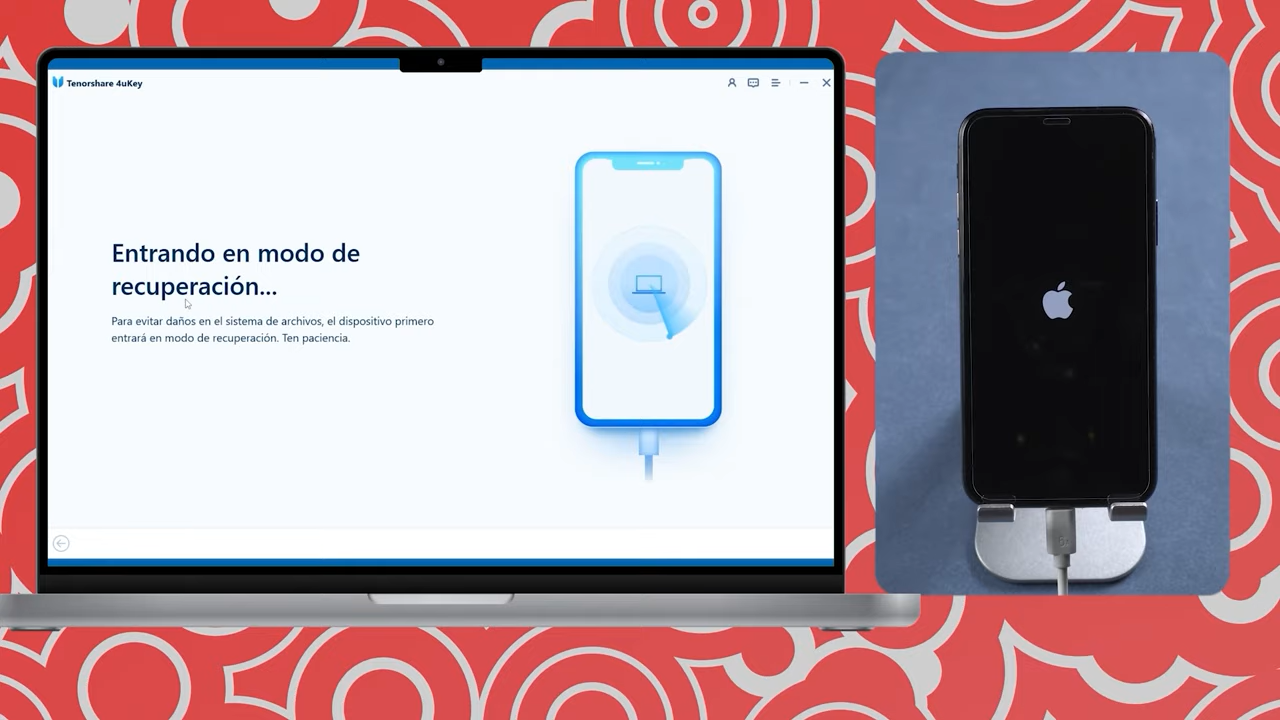 Tenorshare 4uKey
Entrando en modo de
recuperación...
Para evitar daños en el sistema de archivos, el dispositivo primero
entrará en modo de recuperación. Ten paciencia.